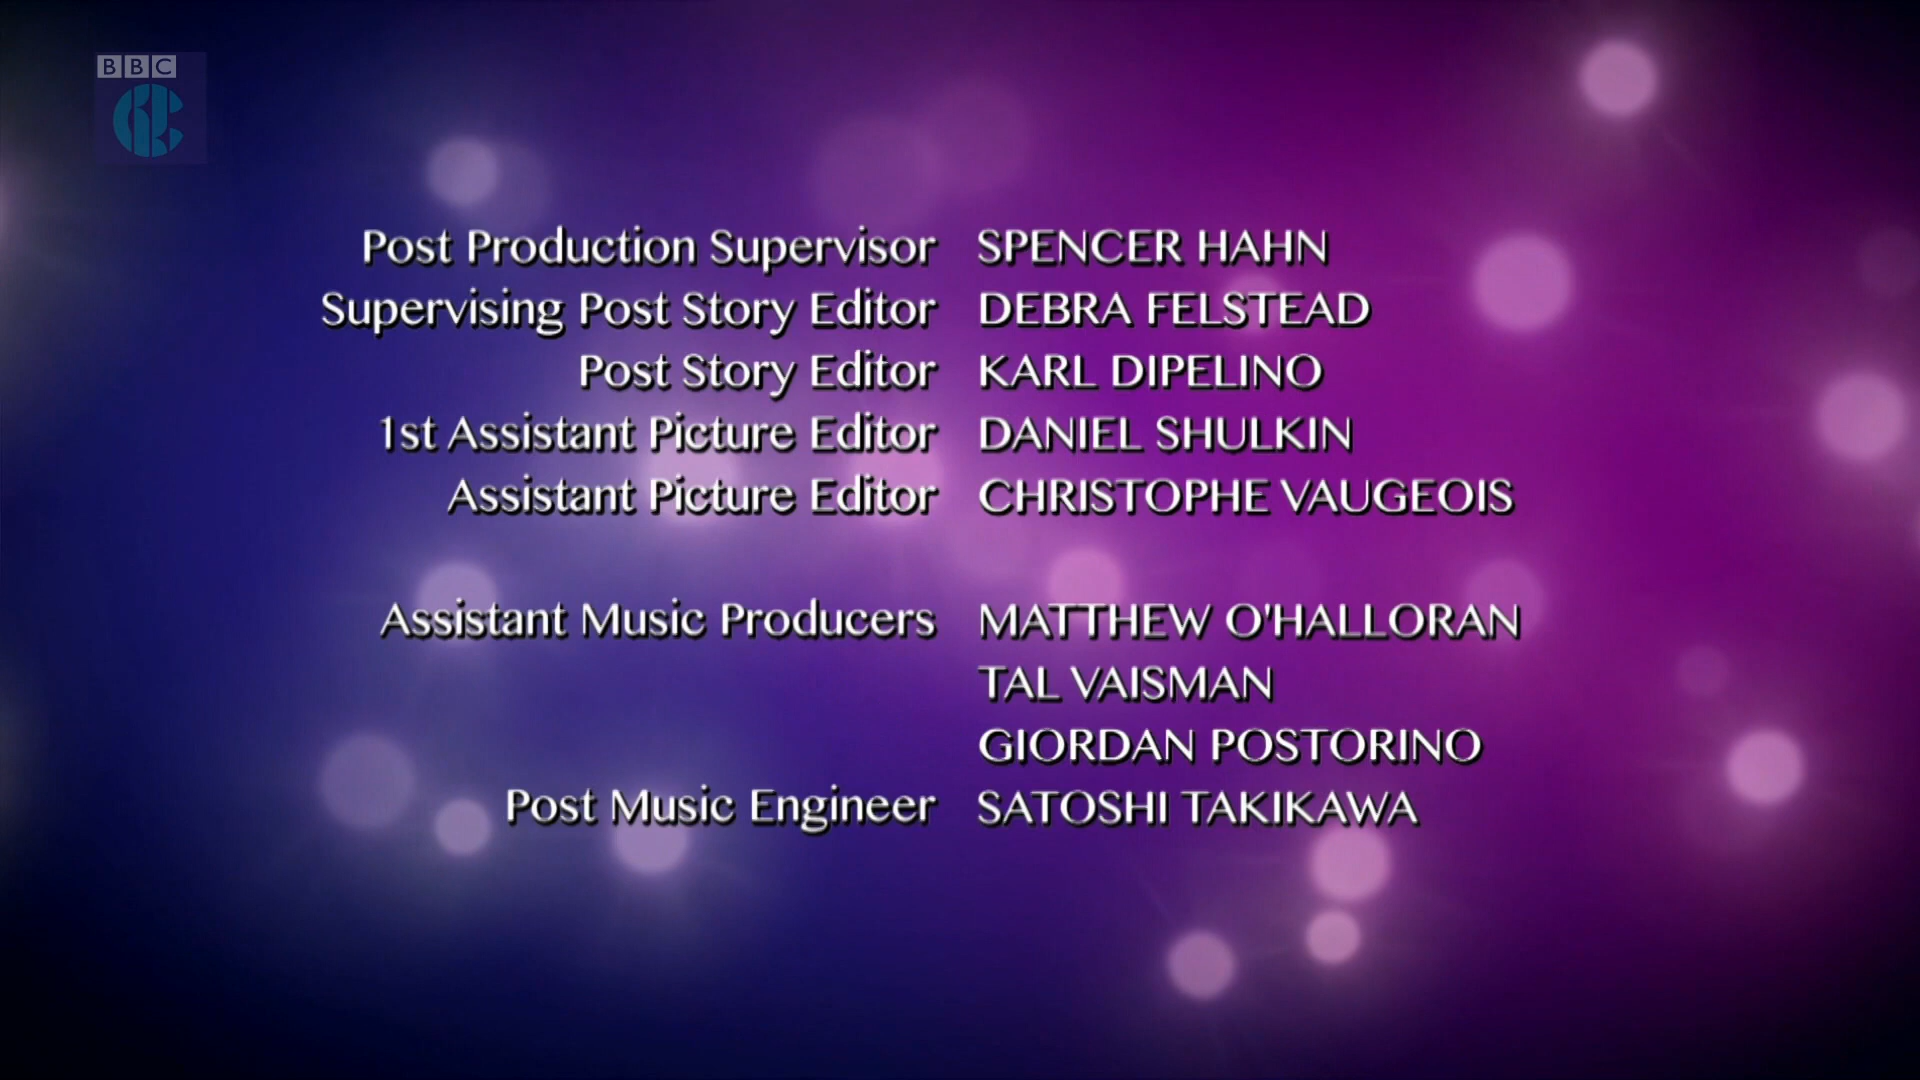 BBC
Post Production Supervisor SPENCER HAHN
Supervising Post Story Editor DEBRA FELSTEAD
Post Story Editor KARL DIPELINO
1st Assistant Picture Editor DANIEL SHULKIN
Assistant Picture Editor CHRISTOPHE VAUGEOIS
Assistant Music Producers MATTHEW O'HALLORAN
TAL VAISMAN
GIORDAN POSTORINO
Post Music Engineer SATOSHI TAKIKAWA